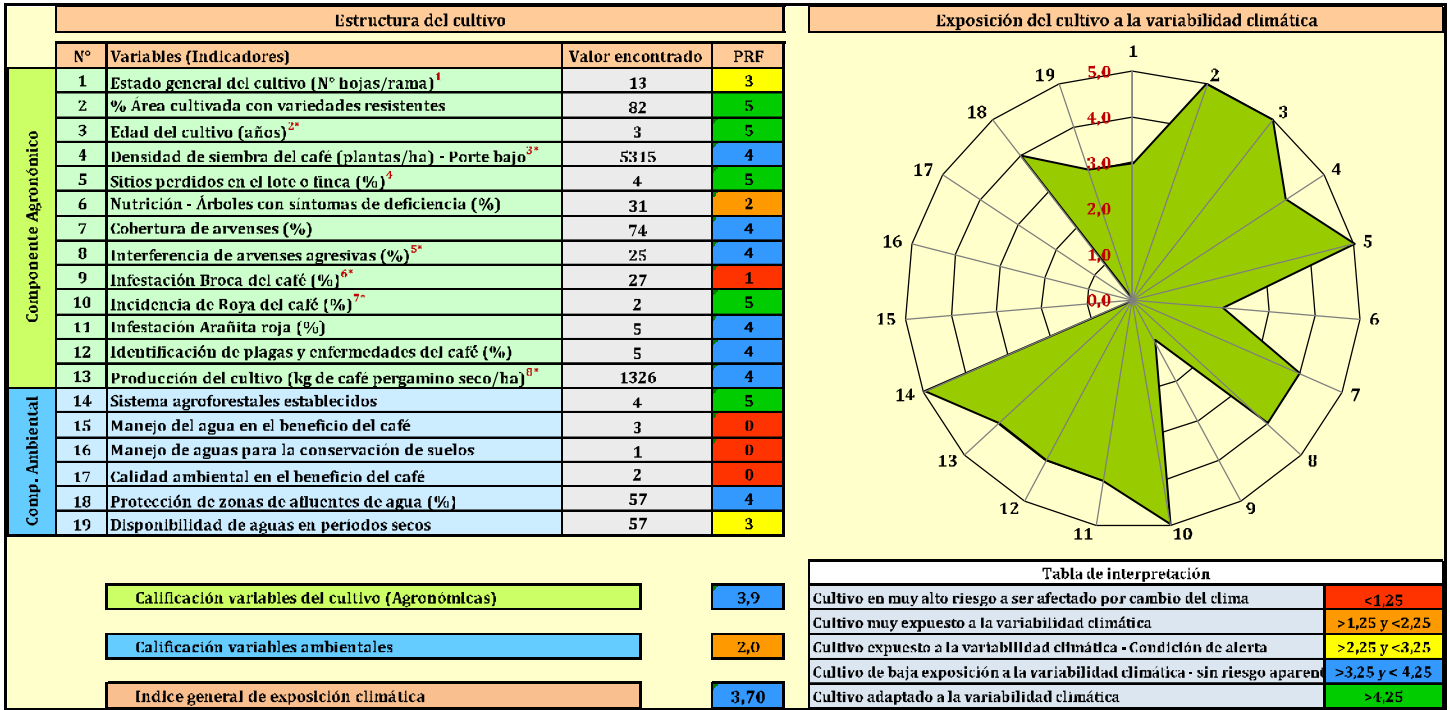 Estructura del cultivo
N° Variables (Indicadores) Valor encontrado PRF
Componente Agronómico
1 Estado general del cultivo (N° hojas/rama)1 13 3
2 % Área cultivada con variedades resistentes 82 5
3 Edad del cultivo (años)2* 3 5
4 Densidad de siembra del café (plantas/ha) - Porte bajo3* 5315 4
5 Sitios perdidos en el lote o finca (%)4 4 5
6 Nutrición - Árboles con síntomas de deficiencia (%) 31 2
7 Cobertura de arvenses (%) 74 4
8 Interferencia de arvenses agresivas (%)5* 25 4
9 Infestación Broca del café (%)6* 27 1
10 Incidencia de Roya del café (%)7* 2 5
11 Infestación Arañita roja (%) 5 4
12 Identificación de plagas y enfermedades del café (%) 5 4
13 Producción del cultivo (kg de café pergamino seco/ha)8* 1326 4
Comp. Ambiental
14 Sistema agroforestales establecidos 4 5
15 Manejo del agua en el beneficio del café 3 0
16 Manejo de aguas para la conservación de suelos 1 0
17 Calidad ambiental en el beneficio del café 2 0
18 Protección de zonas de afluentes de agua (%) 57 4
19 Disponibilidad de aguas en períodos secos 57 3
Calificación variables del cultivo (Agronómicas) 3,9
Calificación variables ambientales 2,0
Indice general de exposición climática 3,70
Exposición del cultivo a la variabilidad climática
1
2
3
4
5
6
7
8
9
10
11
12
13
14
15
16
17
18
19
5,0
4,0
3,0
2,0
1,0
0,0
Tabla de interpretación
Cultivo en muy alto riesgo a ser afectado por cambio del clima <1,25
Cultivo muy expuesto a la variabilidad climática >1,25 y <2,25
Cultivo expuesto a la variabilidad climática - Condición de alerta >2,25 y <3,25
Cultivo de baja exposición a la variabilidad climática - sin riesgo aparen >3,25 y < 4,25
Cultivo adaptado a la variabilidad climática >4,25